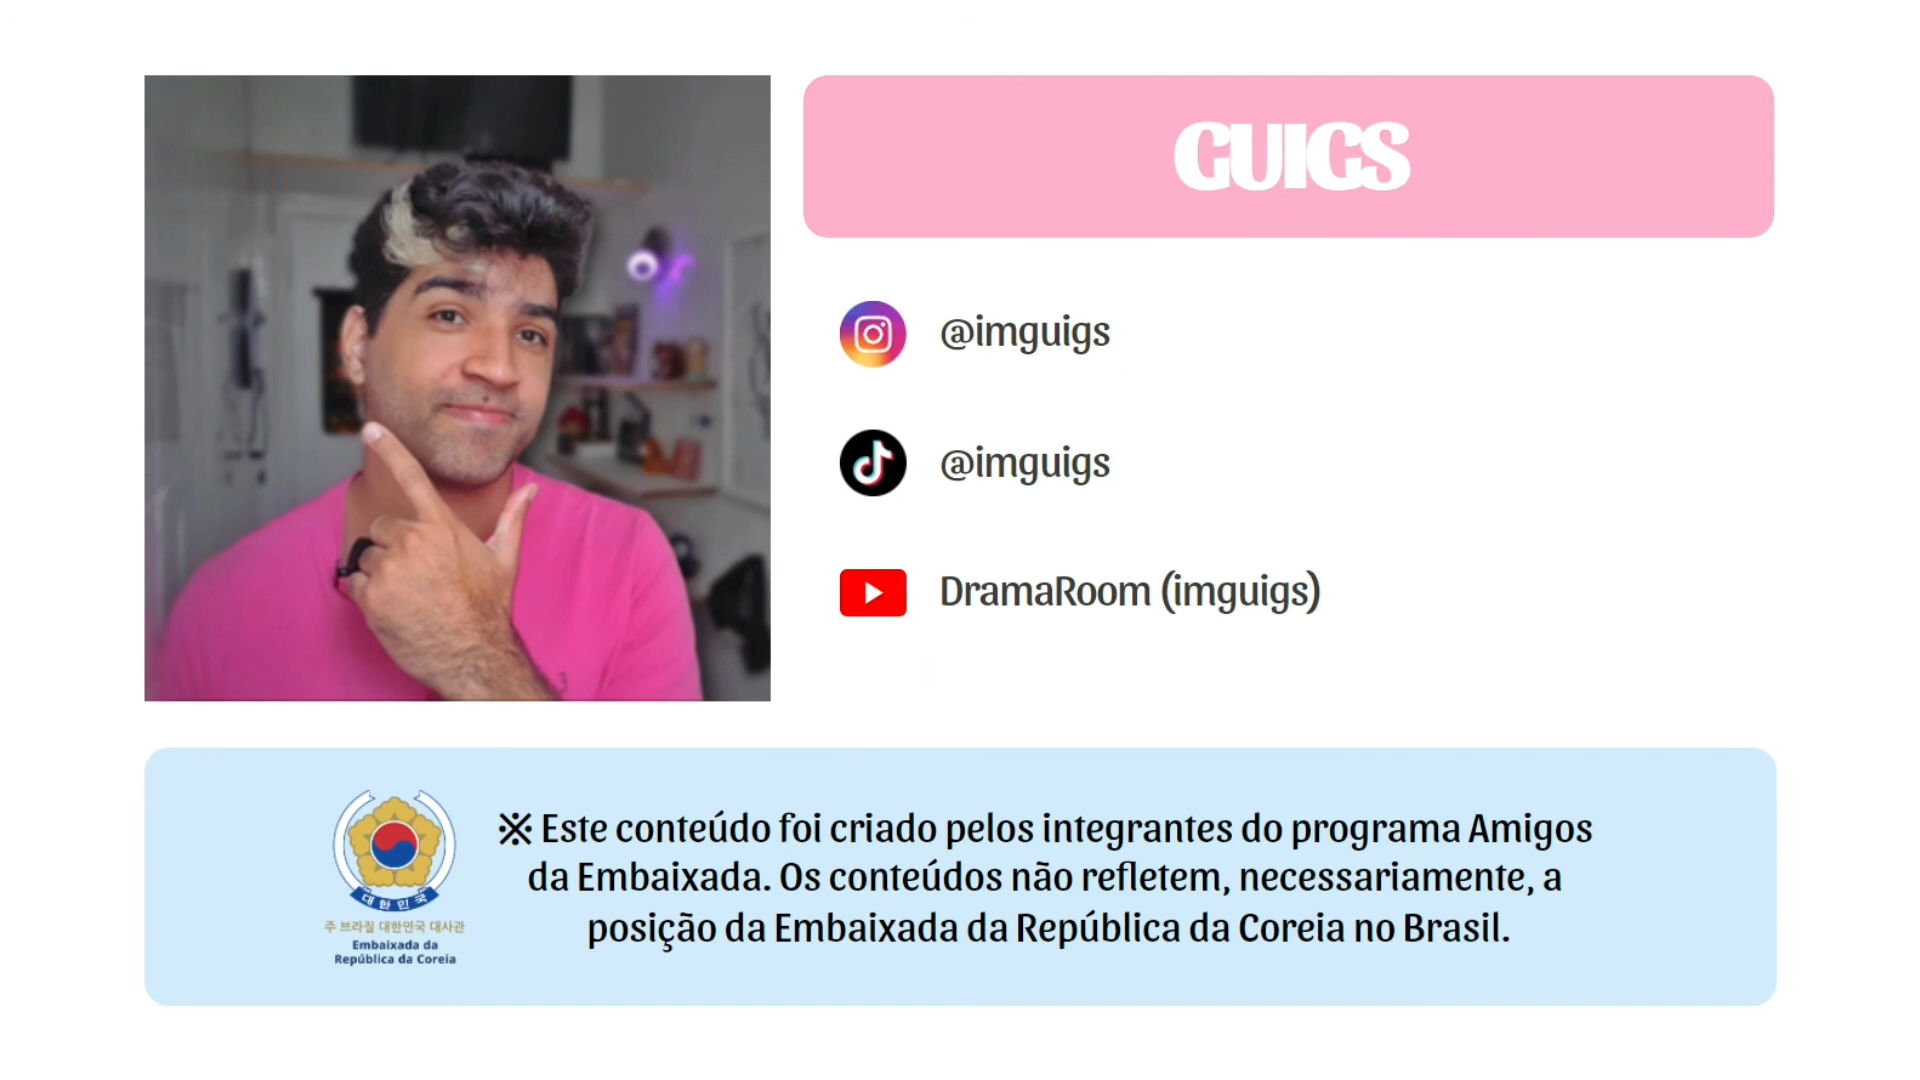 GUIGS
@imguigs
@imguigs
DramaRoom (imguigs)
※ Este conteúdo foi criado pelos integrantes do programa Amigos
da Embaixada. Os conteúdos não refletem, necessariamente, a
posição da Embaixada da República da Coreia no Brasil.
대한민국
주 브라질 대한민국 대사관
Embaixada da
República da Coreia